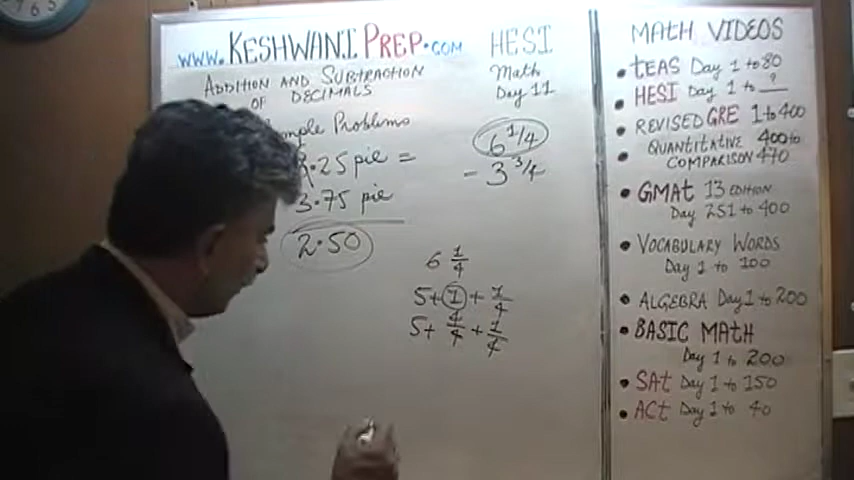 www.KESHWANI PREP.COM
HESI
ADDITION AND SUBTRACTION
OF DECIMALS
Math
Day 11
Problems
.25 pie =
3.75 pie
2.50
6 1/4
- 3 3/4
6 1/4
5 + 1 + 1/4
5 + 4/4 + 1/4
MATH VIDEOS
• TEAS Day 1 to 80
• HESI Day 1 to ?
• REVISED GRE 1 to 400
• QUANTITATIVE 400 to
COMPARISON 470
• GMAT 13 EDITION
Day 251 to 400
• VOCABULARY WORDS
Day 1 to 100
• ALGEBRA Day 1 to 200
• BASIC MATH
Day 1 to 200
• SAT Day 1 to 150
• ACT Day 1 to 40